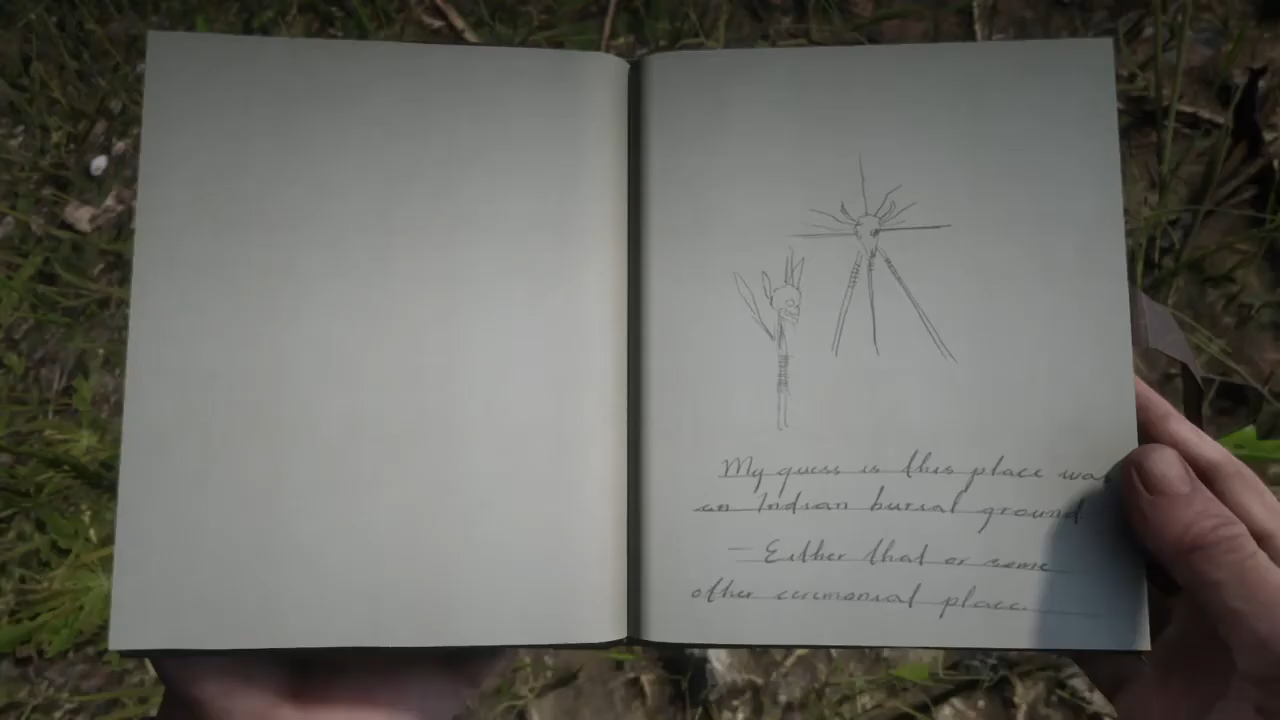 My guess is this place was
an Indian burial ground
— Either that or some
other ceremonial place.